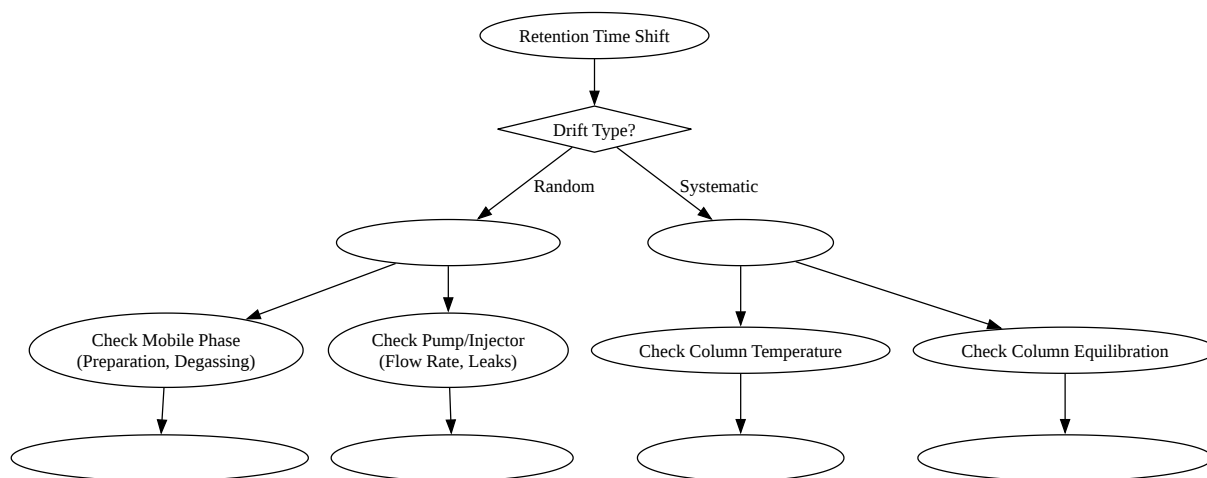 Retention Time Shift
Drift Type?
Random
Systematic
Check Mobile Phase
(Preparation, Degassing)
Check Pump/Injector
(Flow Rate, Leaks)
Check Column Temperature
Check Column Equilibration